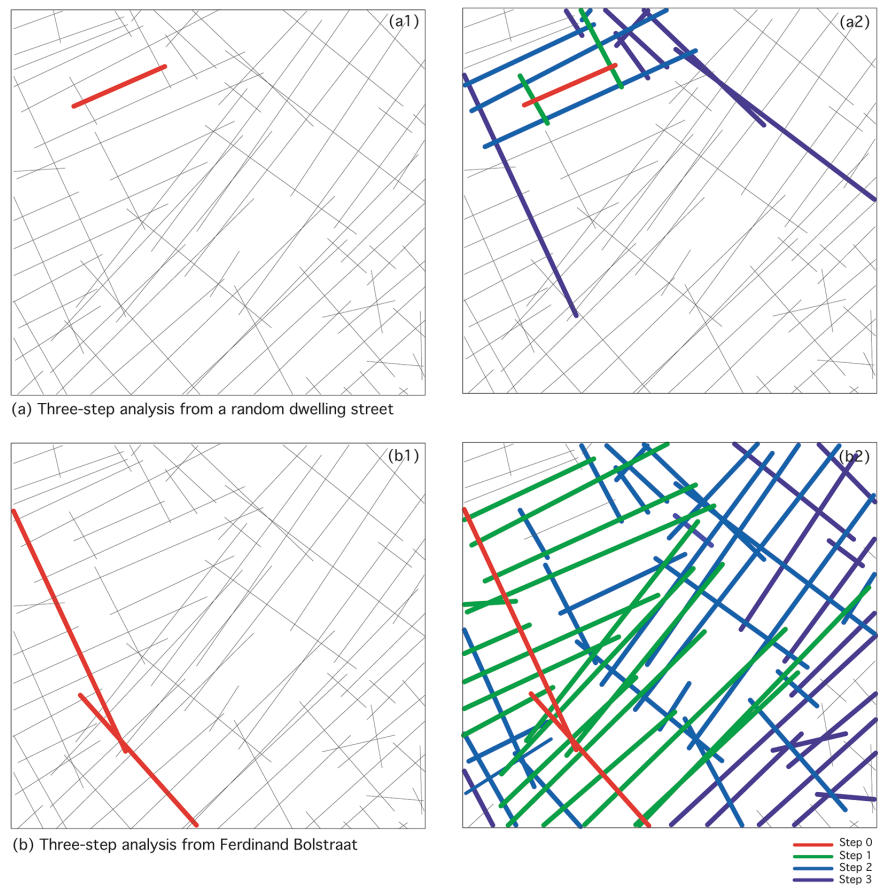 (a1)
(a2)
(a) Three-step analysis from a random dwelling street
(b1)
(b2)
(b) Three-step analysis from Ferdinand Bolstraat
Step 0
Step 1
Step 2
Step 3